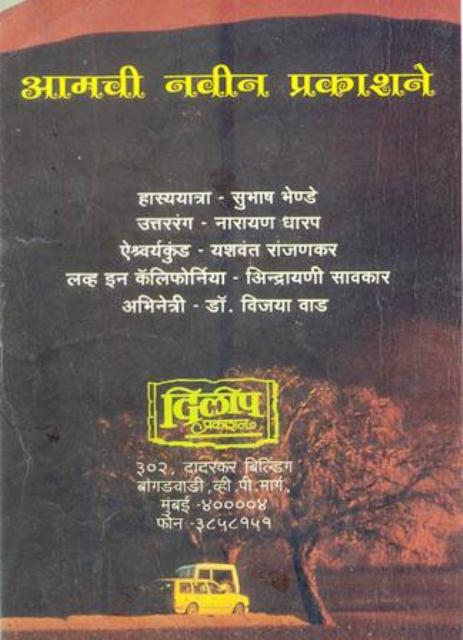 आमची नवीन प्रकाशने
हास्ययात्रा - सुभाष भेण्डे
उत्तररंग - नारायण धारप
ऐश्वर्यकुंड - यशवंत रांजणकर
लव्ह इन कॅलिफोर्निया - अिन्द्रायणी सावकार
अभिनेत्री - डॉ. विजया वाड
दिलीप
प्रकाशन
३०२, दादरकर बिल्डिंग
बांगडवाडी ,व्ही .पी .मार्ग,
मुंबई -४००००४
फोन -३८५८१५१